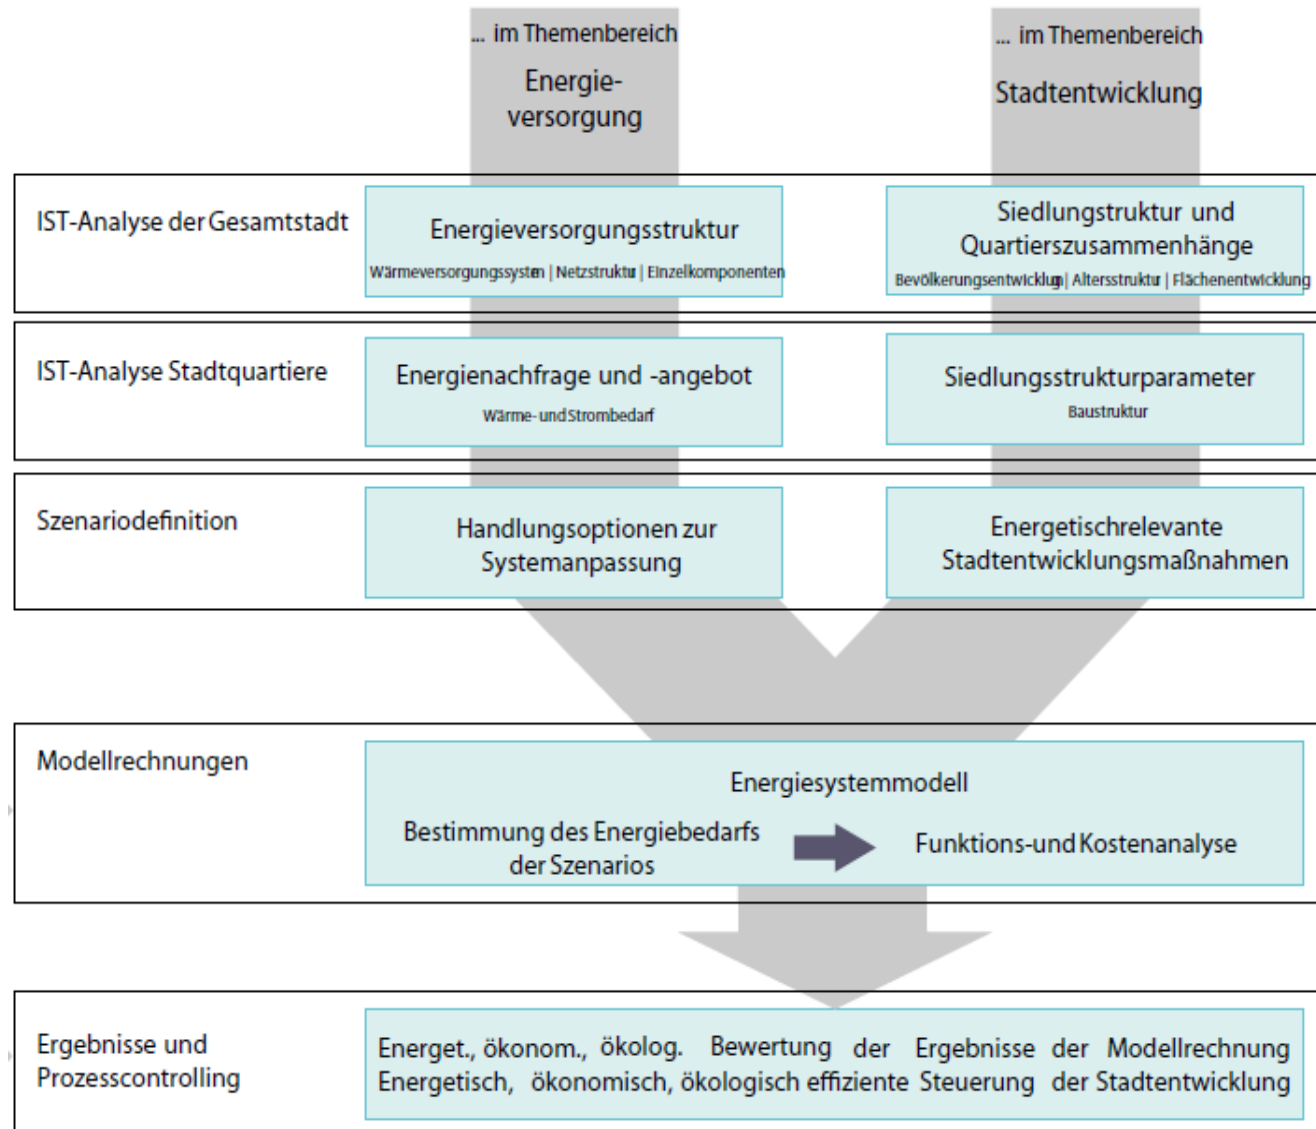 ... im Themenbereich
Energie-
versorgung
... im Themenbereich
Stadtentwicklung
IST-Analyse der Gesamtstadt
Energieversorgungsstruktur
Wärmeversorgungssystem | Netzstruktur | Einzelkomponenten
Siedlungstruktur und
Quartierszusammenhänge
Bevölkerungsentwicklung | Altersstruktur | Flächenentwicklung
IST-Analyse Stadtquartiere
Energienachfrage und -angebot
Wärme- und Strombedarf
Siedlungsstrukturparameter
Baustruktur
Szenariodefinition
Handlungsoptionen zur
Systemanpassung
Energetischrelevante
Stadtentwicklungsmaßnahmen
Modellrechnungen
Energiesystemmodell
Bestimmung des Energiebedarfs
der Szenarios
Funktions-und Kostenanalyse
Ergebnisse und
Prozesscontrolling
Energet., ökonom., ökolog. Bewertung der Ergebnisse der Modellrechnung
Energetisch, ökonomisch, ökologisch effiziente Steuerung der Stadtentwicklung